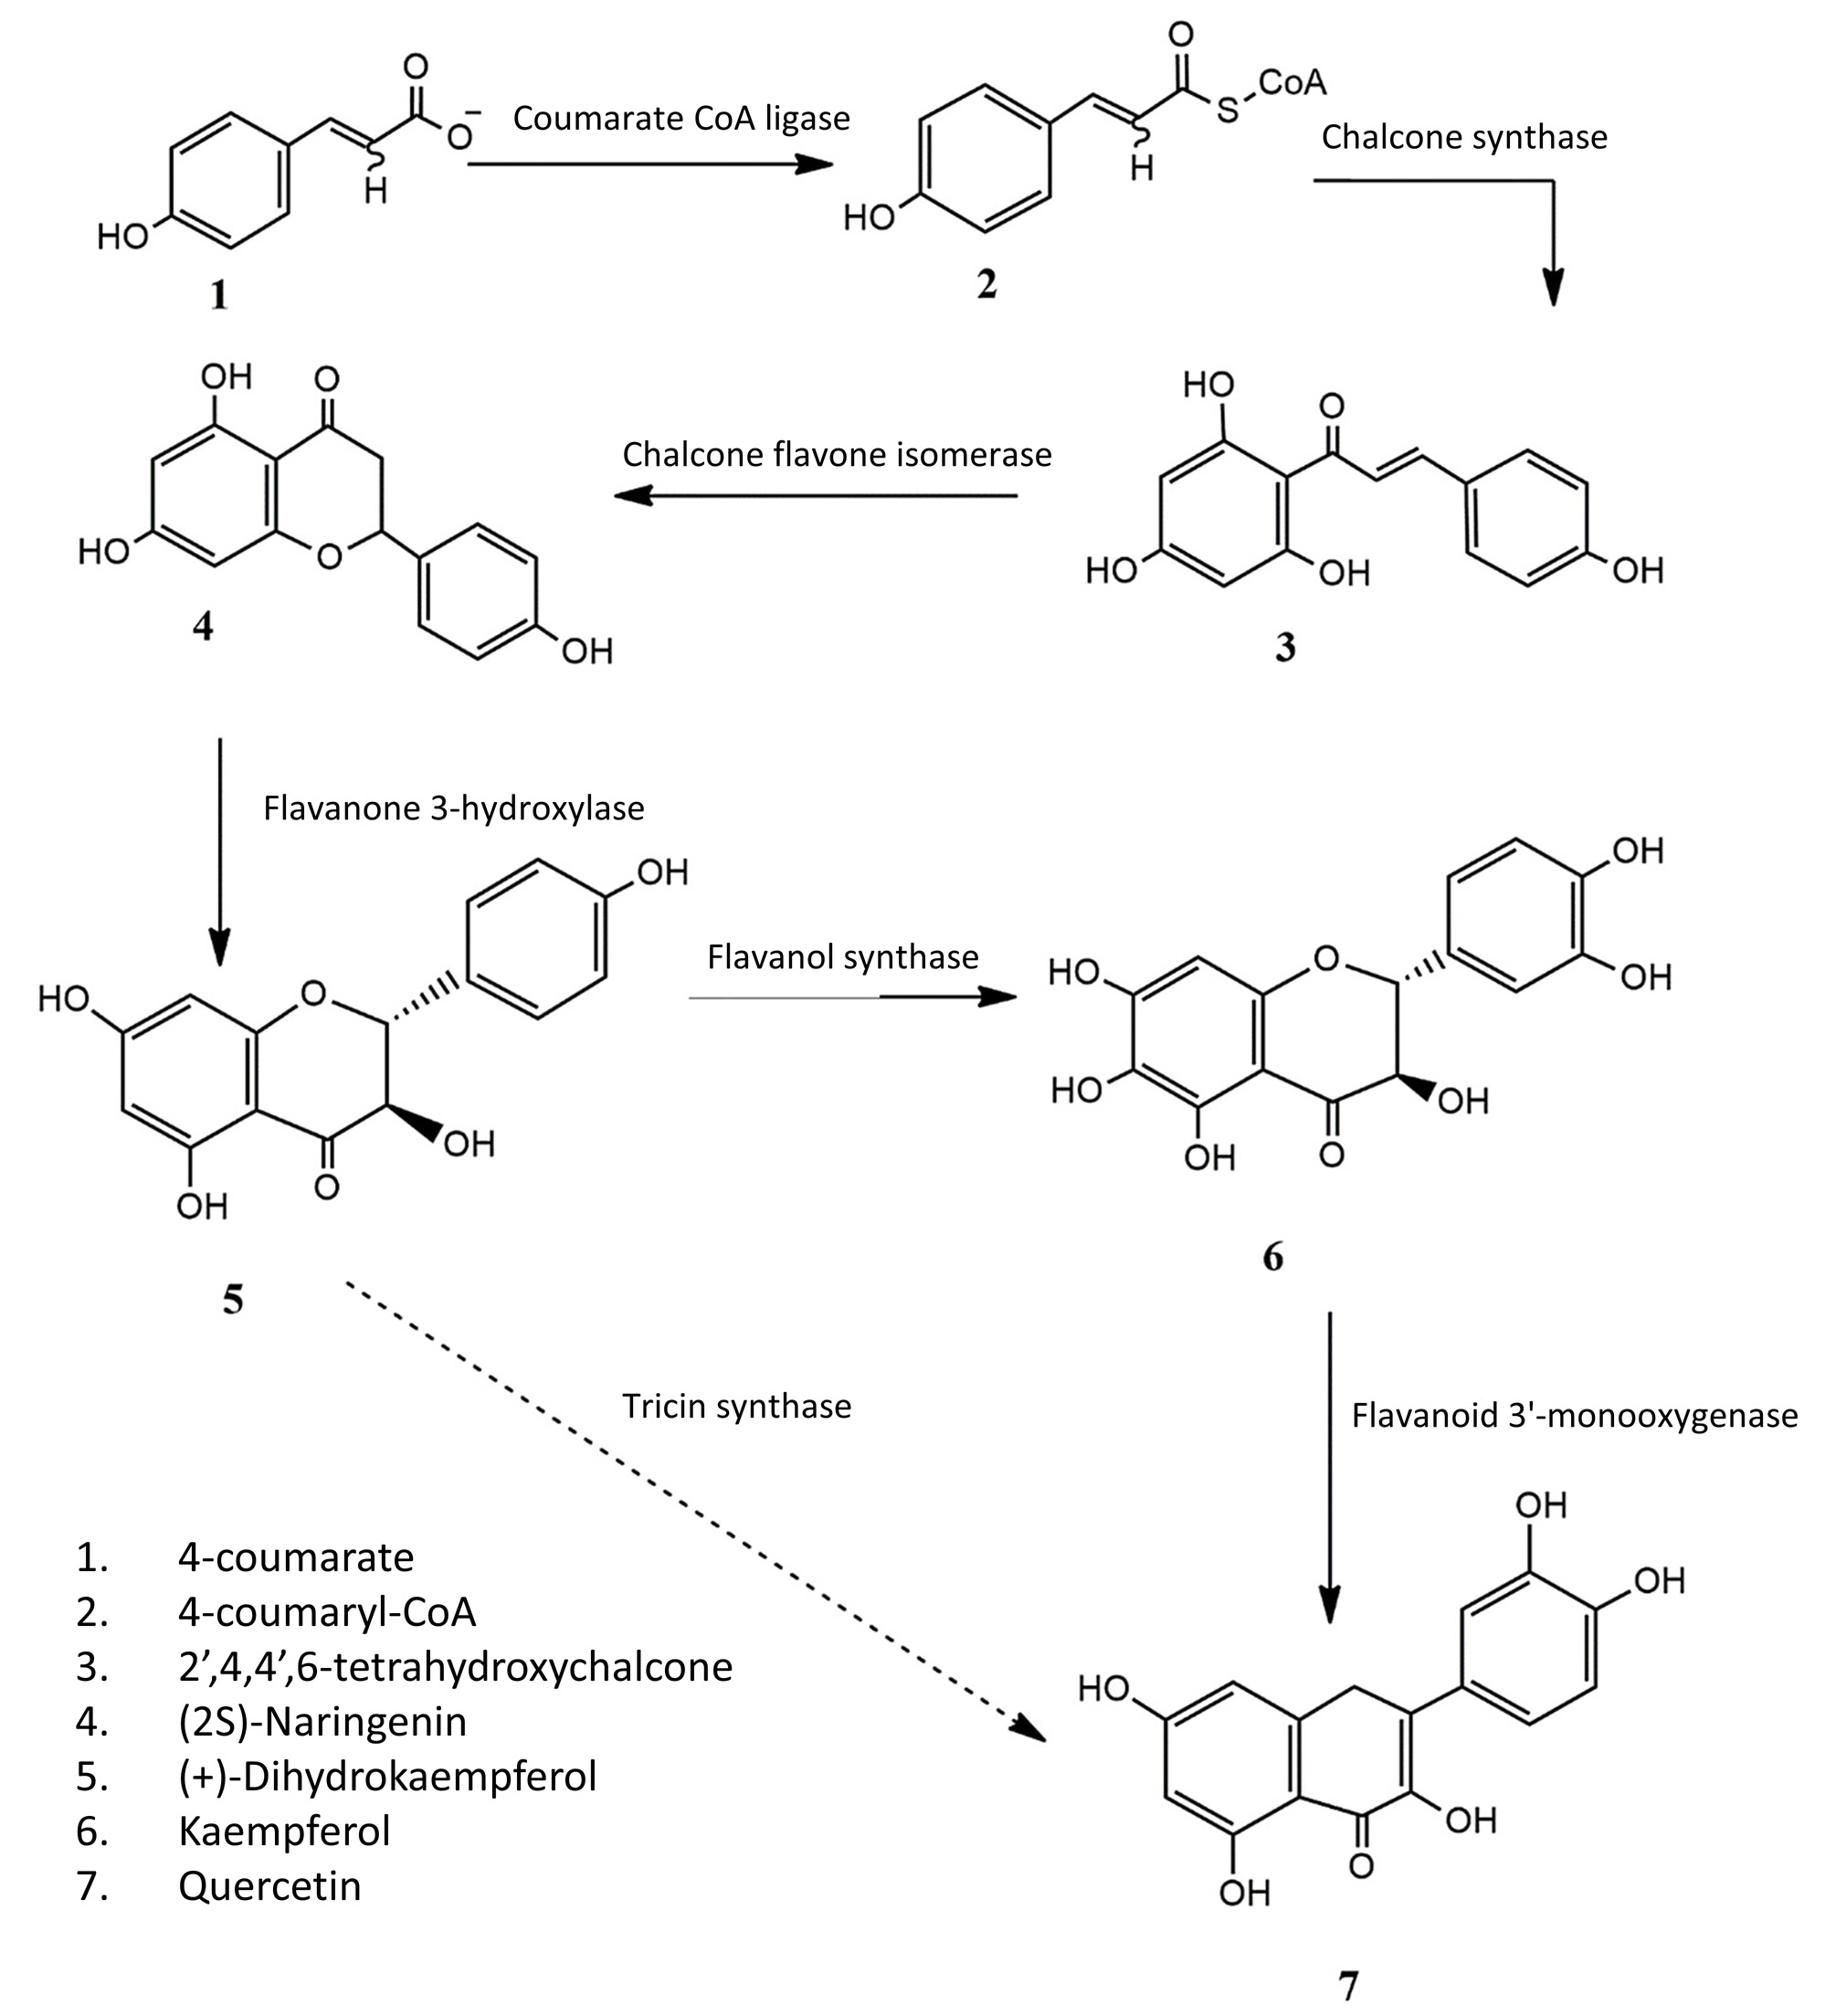 O
O
CoA
O⁻
S
Coumarate CoA ligase
Chalcone synthase
H
H
HO
HO
1
2
OH
O
HO
O
Chalcone flavone isomerase
HO
O
HO
OH
OH
4
OH
3
Flavanone 3-hydroxylase
OH
OH
Flavanol synthase
HO
O
HO
O
OH
HO
OH
OH
OH
O
OH
O
OH
5
6
Tricin synthase
Flavanoid 3'-monooxygenase
OH
OH
1. 4-coumarate
2. 4-coumaryl-CoA
3. 2’,4,4’,6-tetrahydroxychalcone
4. (2S)-Naringenin
5. (+)-Dihydrokaempferol
6. Kaempferol
7. Quercetin
HO
OH
O
OH
7